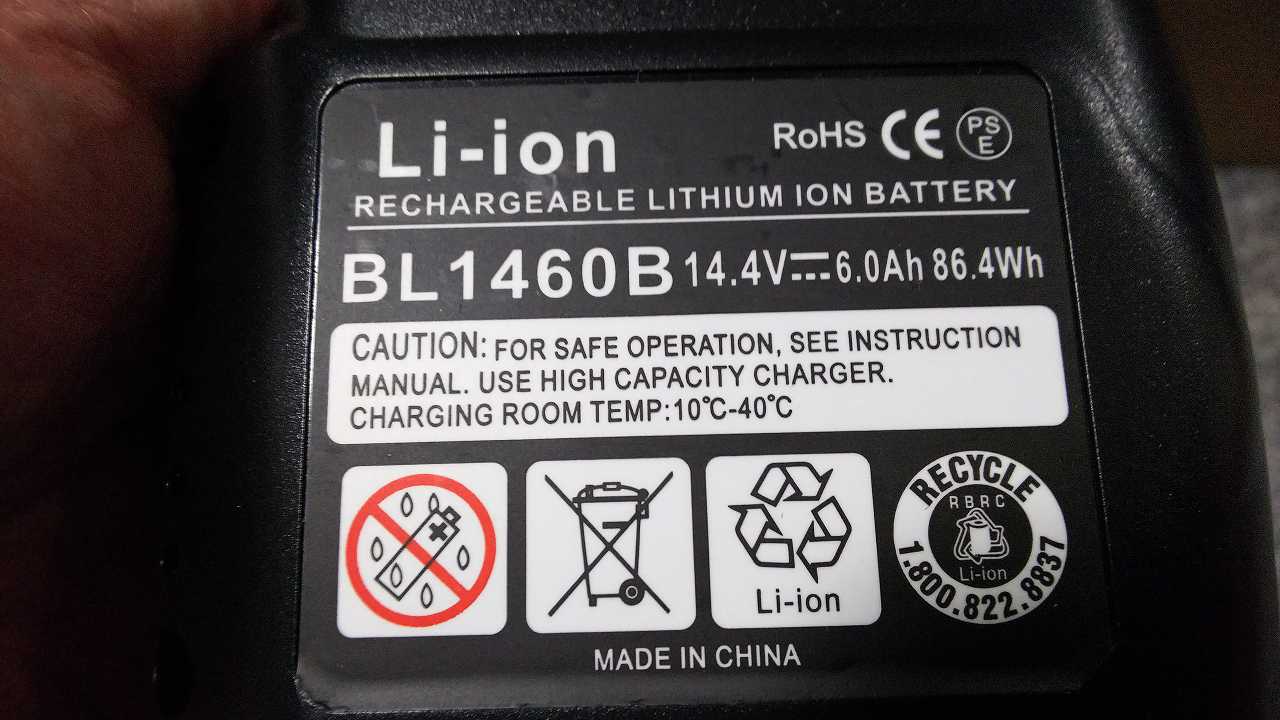 Li-ion
RoHS CE PSE
RECHARGEABLE LITHIUM ION BATTERY
BL1460B 14.4V⎓6.0Ah 86.4Wh
CAUTION: FOR SAFE OPERATION, SEE INSTRUCTION
MANUAL. USE HIGH CAPACITY CHARGER.
CHARGING ROOM TEMP:10℃-40℃
Li-ion
RECYCLE
RBRC
Li-ion
1.800.822.8837
MADE IN CHINA